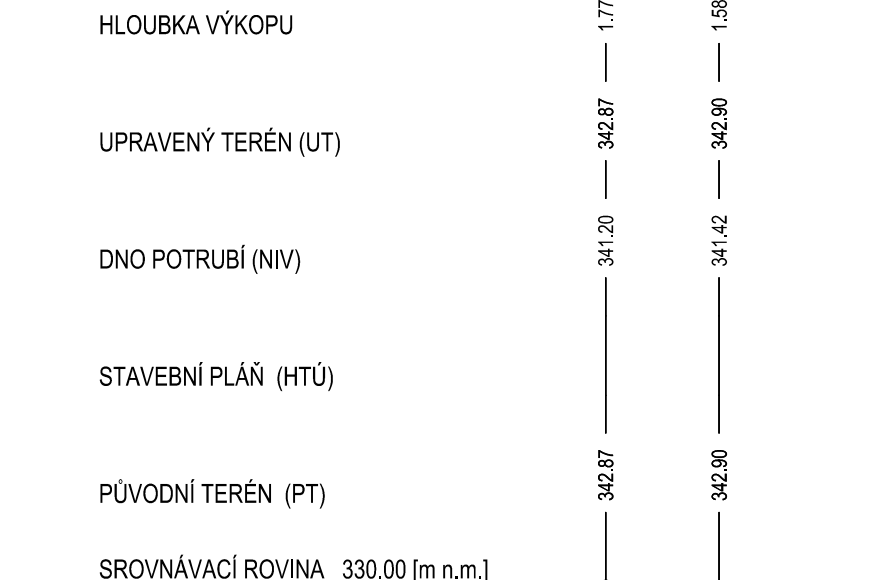 HLOUBKA VÝKOPU 1.77 1.58
UPRAVENÝ TERÉN (UT) 342.87 342.90
DNO POTRUBÍ (NIV) 341.20 341.42
STAVEBNÍ PLÁŇ (HTÚ)
PŮVODNÍ TERÉN (PT) 342.87 342.90
SROVNÁVACÍ ROVINA 330.00 [m n.m.]